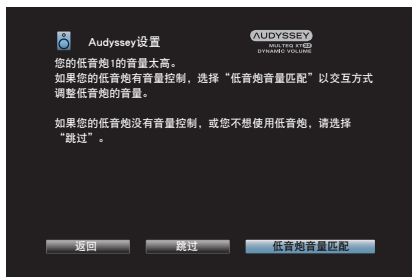 Audyssey设置
AUDYSSEY
MULTEQ XT32
DYNAMIC VOLUME
您的低音炮1的音量太高。
如果您的低音炮有音量控制，选择“低音炮音量匹配”以交互方式
调整低音炮的音量。
如果您的低音炮没有音量控制，或您不想使用低音炮，请选择
“跳过”。
返回
跳过
低音炮音量匹配